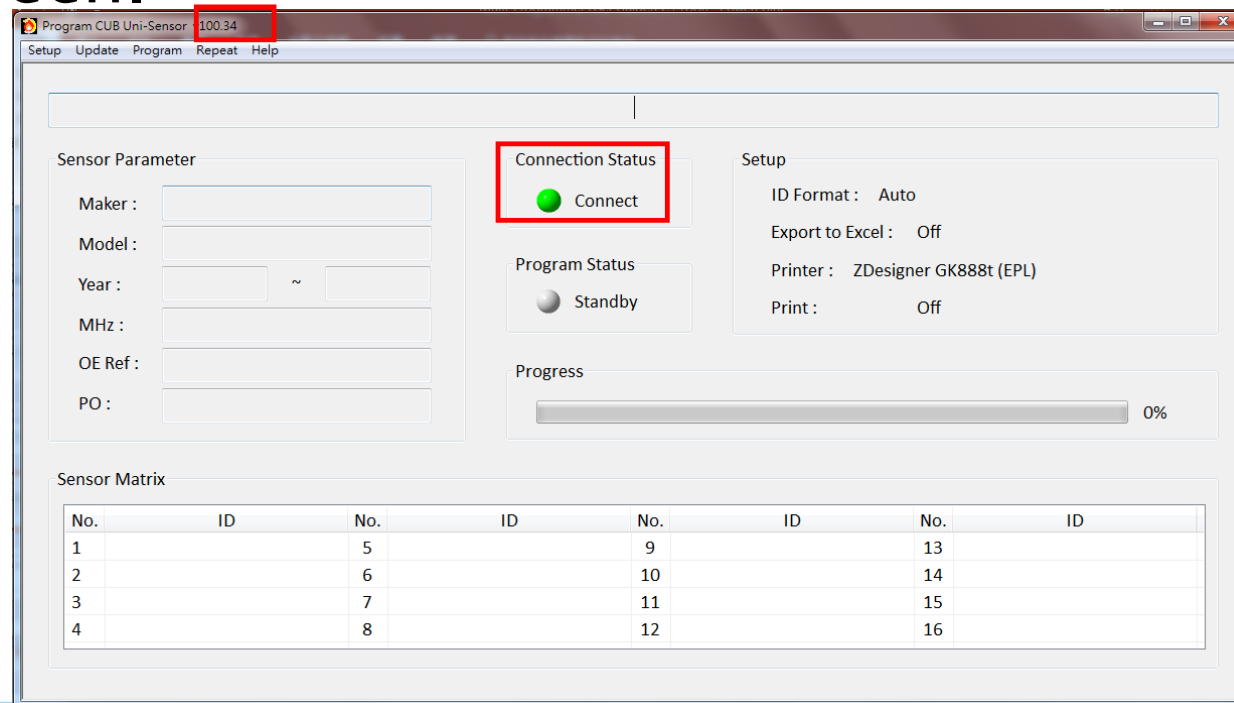 Program CUB Uni-Sensor v100.34
Setup Update Program Repeat Help
Sensor Parameter
Maker :
Model :
Year : ~
MHz :
OE Ref :
PO :
Connection Status
Connect
Program Status
Standby
Setup
ID Format : Auto
Export to Excel : Off
Printer : ZDesigner GK888t (EPL)
Print : Off
Progress
0%
Sensor Matrix
No. ID No. ID No. ID No. ID
1 5 9 13
2 6 10 14
3 7 11 15
4 8 12 16